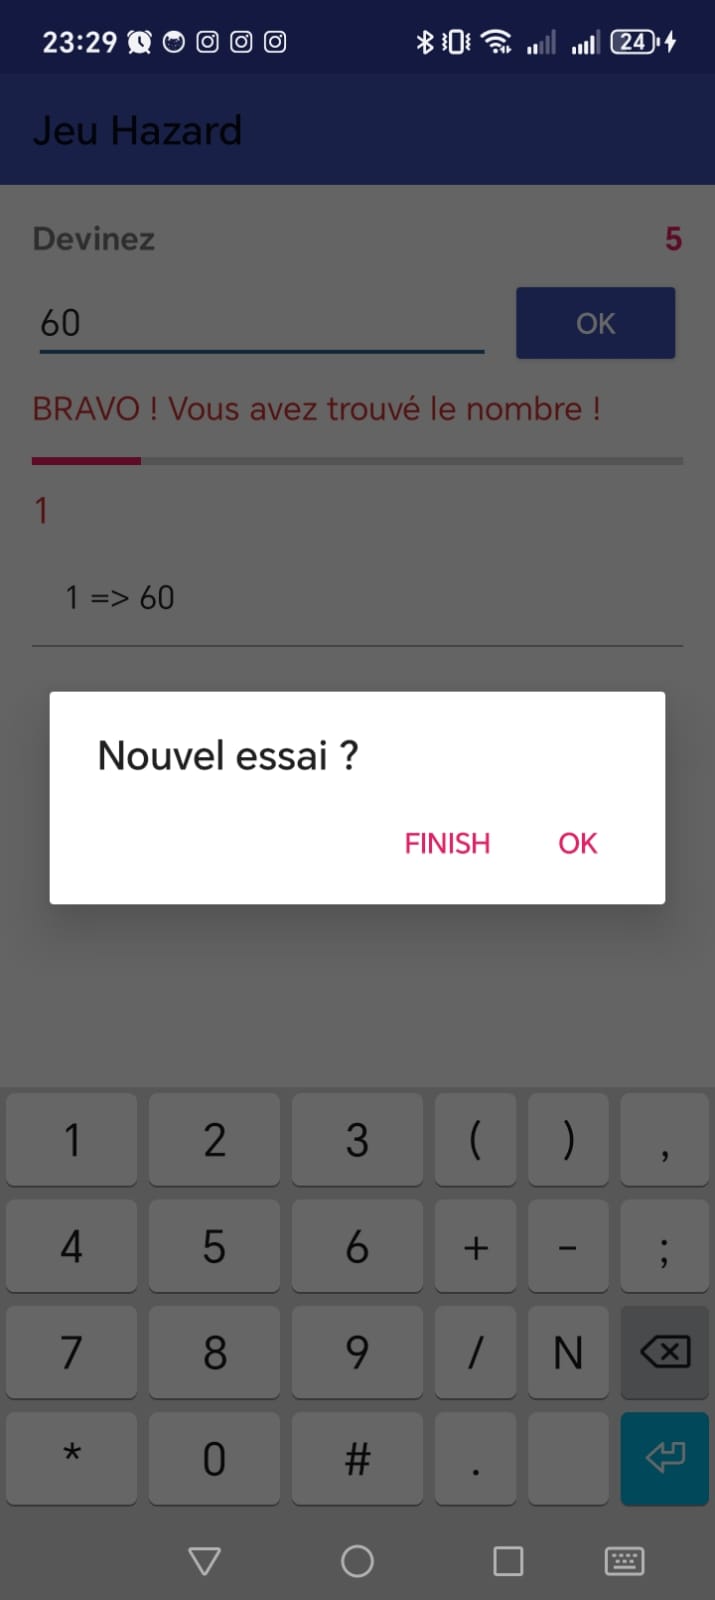 23:29 24
Jeu Hazard
Devinez 5
60 OK
BRAVO ! Vous avez trouvé le nombre !
1
1 => 60
Nouvel essai ?
FINISH OK
1 2 3 ( ) ,
4 5 6 + - ;
7 8 9 / N
* 0 # .